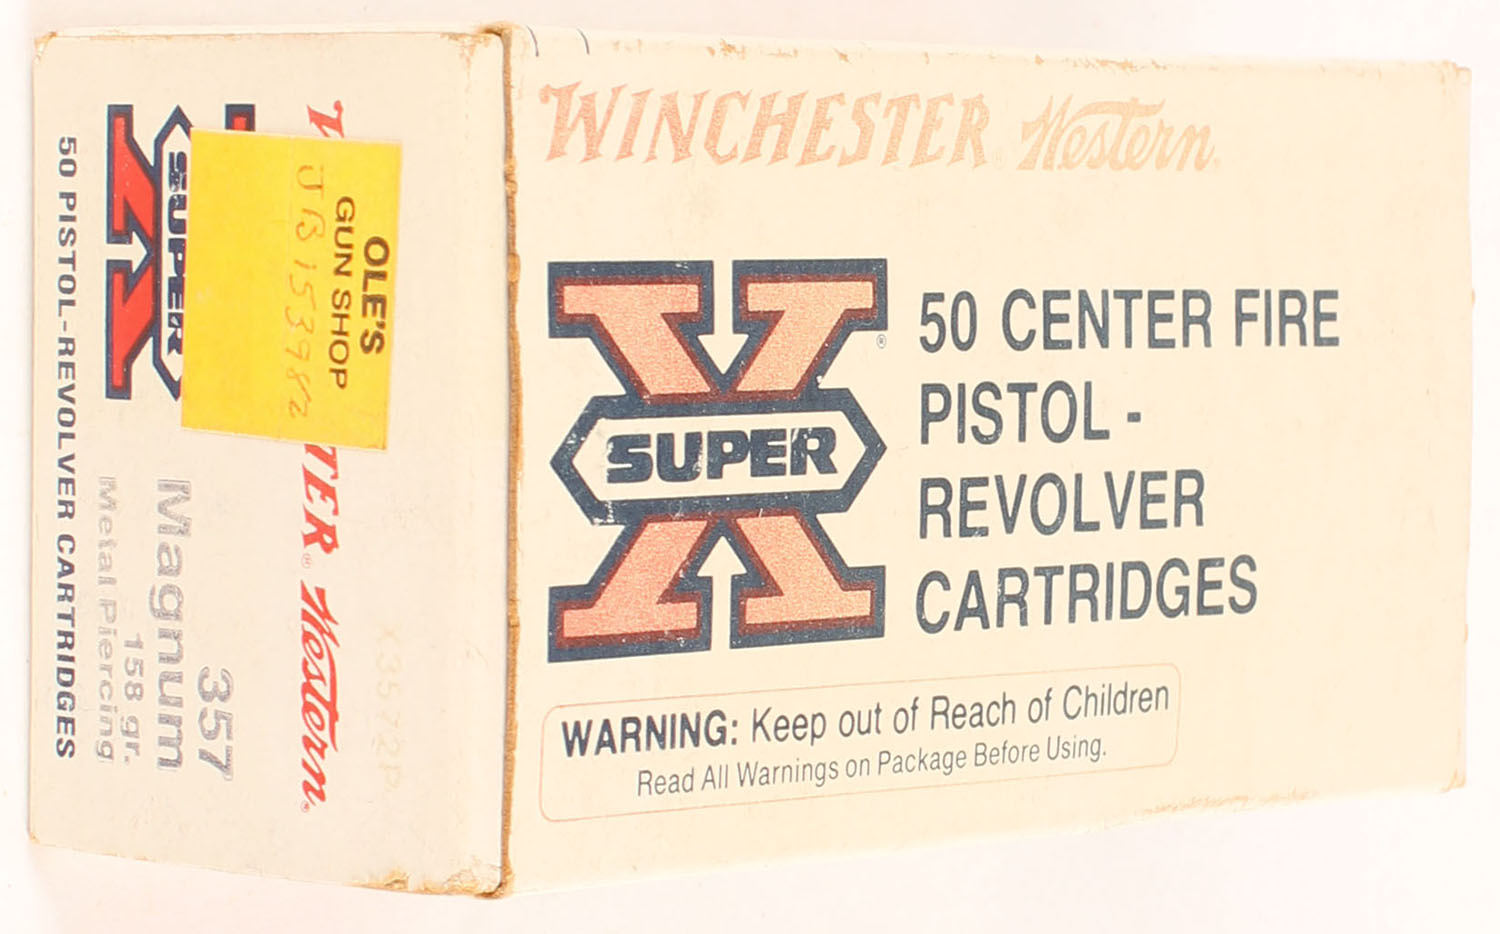 WINCHESTER Western
SUPER X
50 CENTER FIRE
PISTOL -
REVOLVER
CARTRIDGES
WARNING: Keep out of Reach of Children
Read All Warnings on Package Before Using.
TER Western
OLE'S
GUN SHOP
SUPER X
357
Magnum
158 gr.
Metal Piercing
50 PISTOL-REVOLVER CARTRIDGES